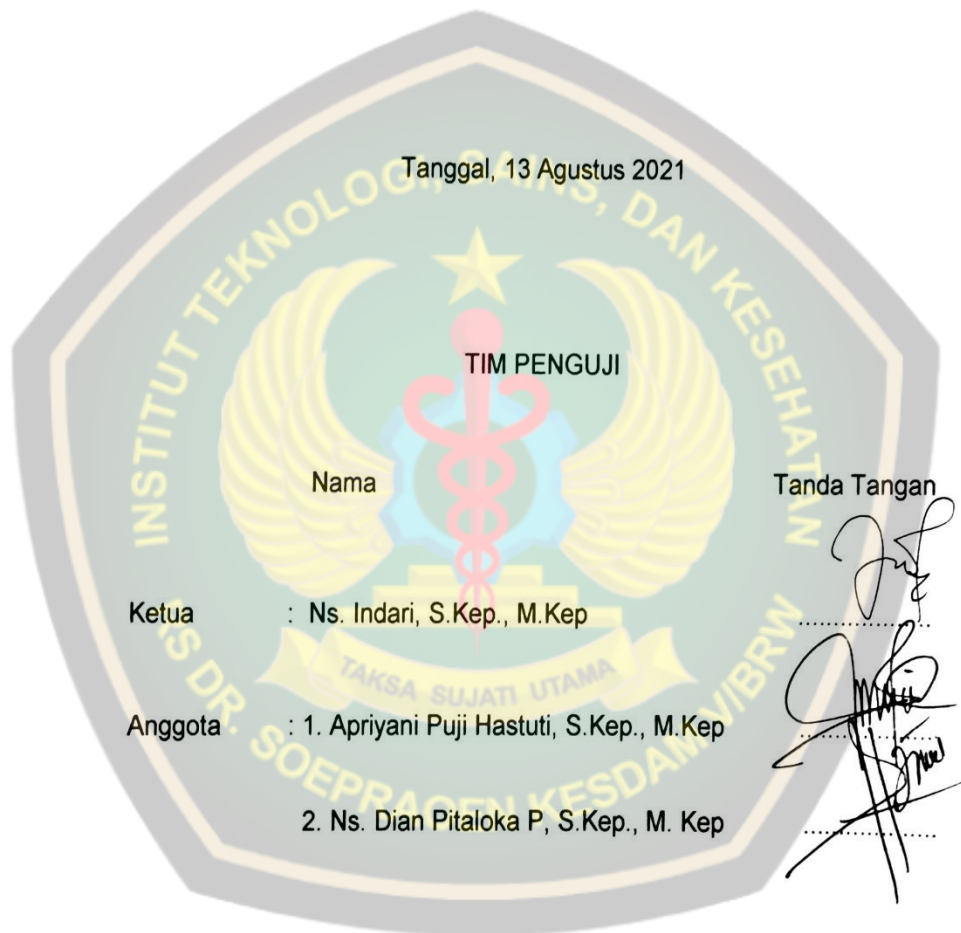 Tanggal, 13 Agustus 2021
INSTITUT TEKNOLOGI, SAINS, DAN KESEHATAN
TIM PENGUJI
Nama Tanda Tangan
Ketua : Ns. Indari, S.Kep., M.Kep ..................
TAKSA SUJATI UTAMA
Anggota : 1. Apriyani Puji Hastuti, S.Kep., M.Kep ..................
2. Ns. Dian Pitaloka P, S.Kep., M. Kep ..................
RS DR. SOEPRAOEN KESDAM V/BRW